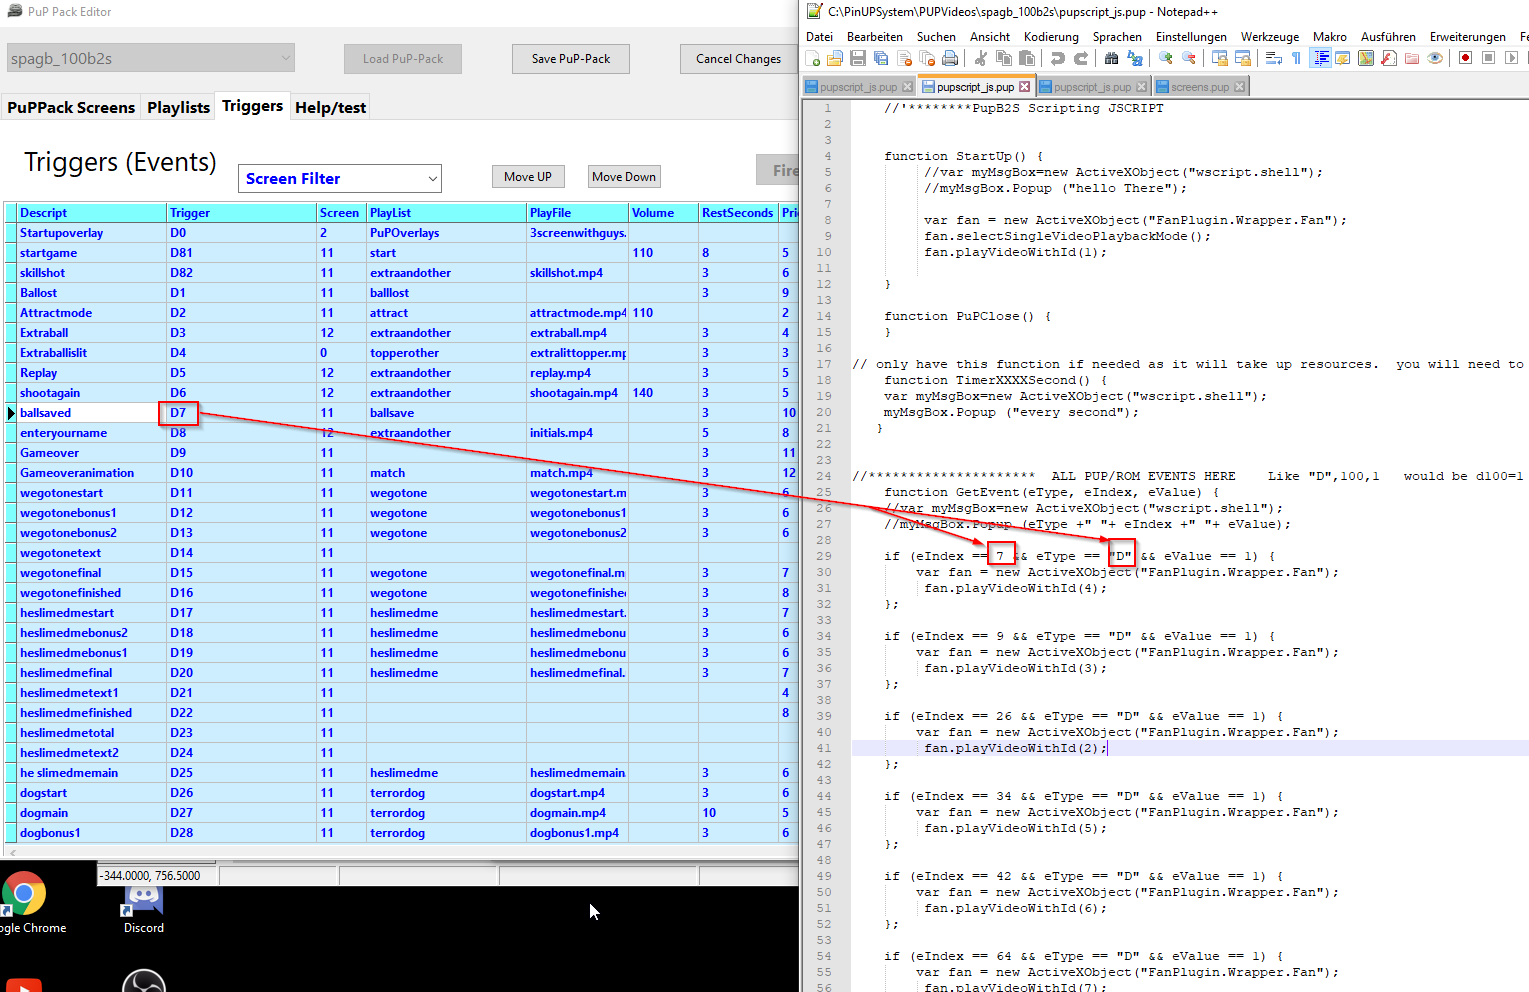 PuP Pack Editor
spagb_100b2s
Load PuP-Pack
Save PuP-Pack
Cancel Changes
PuPPack Screens Playlists Triggers Help/test
Triggers (Events)
Screen Filter
Move UP
Move Down
Fire
Descript Trigger Screen PlayList PlayFile Volume RestSeconds Pri
Startupoverlay D0 2 PuPOverlays 3screenwithguys.
startgame D81 11 start 110 8 5
skillshot D82 11 extraandother skillshot.mp4 3 6
Ballost D1 11 balllost 3 9
Attractmode D2 11 attract attractmode.mp4 110 2
Extraball D3 12 extraandother extraball.mp4 3 4
Extraballislit D4 0 topperother extralittopper.mp 3 3
Replay D5 12 extraandother replay.mp4 3 5
shootagain D6 12 extraandother shootagain.mp4 140 3 5
ballsaved D7 11 ballsave 3 10
enteryourname D8 12 extraandother initials.mp4 5 8
Gameover D9 11 3 11
Gameoveranimation D10 11 match match.mp4 3 12
wegotonestart D11 11 wegotone wegotonestart.m 3 6
wegotonebonus1 D12 11 wegotone wegotonebonus1 3 6
wegotonebonus2 D13 11 wegotone wegotonebonus2 3 6
wegotonetext D14 11
wegotonefinal D15 11 wegotone wegotonefinal.m 3 7
wegotonefinished D16 11 wegotone wegotonefinishe 3 8
heslimedmestart D17 11 heslimedme heslimedmestart. 3 7
heslimedmebonus2 D18 11 heslimedme heslimedmebonu 3 6
heslimedmebonus1 D19 11 heslimedme heslimedmebonu 3 6
heslimedmefinal D20 11 heslimedme heslimedmefinal. 3 7
heslimedmetext1 D21 11 4
heslimedmefinished D22 11 8
heslimedmetotal D23 11
heslimedmetext2 D24 11
he slimedmemain D25 11 heslimedme heslimedmemain 3 6
dogstart D26 11 terrordog dogstart.mp4 3 6
dogmain D27 11 terrordog dogmain.mp4 10 5
dogbonus1 D28 11 terrordog dogbonus1.mp4 3 6
-344.0000, 756.5000
ogle Chrome
Discord
C:\PinUPSystem\PUPVideos\spagb_100b2s\pupscript_js.pup - Notepad++
Datei Bearbeiten Suchen Ansicht Kodierung Sprachen Einstellungen Werkzeuge Makro Ausführen Erweiterungen Fe
pupscript_js.pup pupscript_js.pup pupscript_js.pup screens.pup
1 //'********PupB2S Scripting JSCRIPT
2
3
4 function StartUp() {
5 //var myMsgBox=new ActiveXObject("wscript.shell");
6 //myMsgBox.Popup ("hello There");
7
8 var fan = new ActiveXObject("FanPlugin.Wrapper.Fan");
9 fan.selectSingleVideoPlaybackMode();
10 fan.playVideoWithId(1);
11
12 }
13
14 function PuPClose() {
15 }
16
17 // only have this function if needed as it will take up resources. you will need to
18 function TimerXXXXSecond() {
19 var myMsgBox=new ActiveXObject("wscript.shell");
20 myMsgBox.Popup ("every second");
21 }
22
23
24 //********************* ALL PUP/ROM EVENTS HERE Like "D",100,1 would be d100=1
25 function GetEvent(eType, eIndex, eValue) {
26 //var myMsgBox=new ActiveXObject("wscript.shell");
27 //myMsgBox.Popup (eType +" "+ eIndex +" "+ eValue);
28
29 if (eIndex == 7 && eType == "D" && eValue == 1) {
30 var fan = new ActiveXObject("FanPlugin.Wrapper.Fan");
31 fan.playVideoWithId(4);
32 };
33
34 if (eIndex == 9 && eType == "D" && eValue == 1) {
35 var fan = new ActiveXObject("FanPlugin.Wrapper.Fan");
36 fan.playVideoWithId(3);
37 };
38
39 if (eIndex == 26 && eType == "D" && eValue == 1) {
40 var fan = new ActiveXObject("FanPlugin.Wrapper.Fan");
41 fan.playVideoWithId(2);
42 };
43
44 if (eIndex == 34 && eType == "D" && eValue == 1) {
45 var fan = new ActiveXObject("FanPlugin.Wrapper.Fan");
46 fan.playVideoWithId(5);
47 };
48
49 if (eIndex == 42 && eType == "D" && eValue == 1) {
50 var fan = new ActiveXObject("FanPlugin.Wrapper.Fan");
51 fan.playVideoWithId(6);
52 };
53
54 if (eIndex == 64 && eType == "D" && eValue == 1) {
55 var fan = new ActiveXObject("FanPlugin.Wrapper.Fan");
56 fan.playVideoWithId(7);